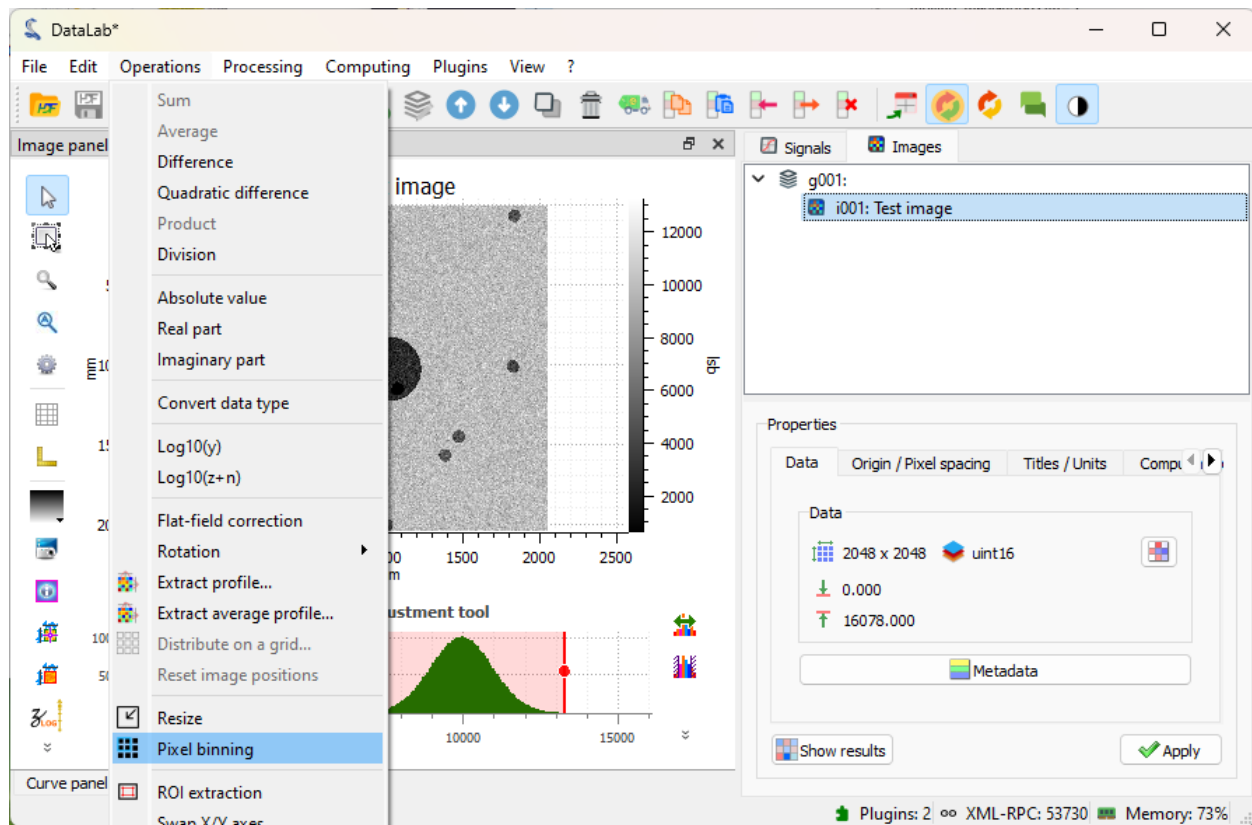 DataLab*
File Edit Operations Processing Computing Plugins View ?
Sum
Average
Difference
Quadratic difference
Product
Division
Absolute value
Real part
Imaginary part
Convert data type
Log10(y)
Log10(z+n)
Flat-field correction
Rotation
Extract profile...
Extract average profile...
Distribute on a grid...
Reset image positions
Resize
Pixel binning
ROI extraction
Swap X/Y axes
Image panel
image
12000
10000
8000
6000
4000
2000
lsb
mm
1500 2000 2500
justment tool
10000 15000
Curve panel
Signals Images
g001:
i001: Test image
Properties
Data Origin / Pixel spacing Titles / Units
Data
2048 x 2048 uint16
0.000
16078.000
Metadata
Show results Apply
Plugins: 2 XML-RPC: 53730 Memory: 73%